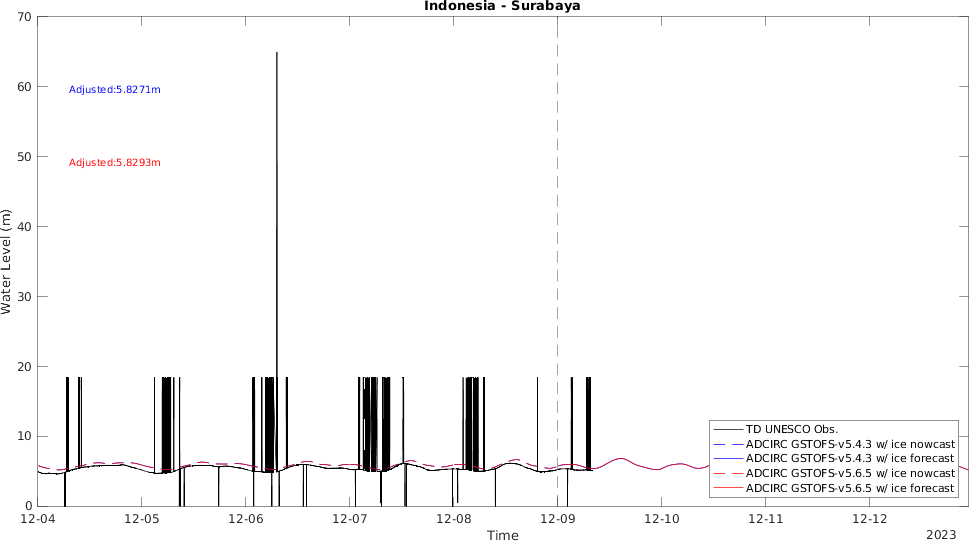 Indonesia - Surabaya
70
60
50
40
30
20
10
0
Water Level (m)
Adjusted:5.8271m
Adjusted:5.8293m
TD UNESCO Obs.
ADCIRC GSTOFS-v5.4.3 w/ ice nowcast
ADCIRC GSTOFS-v5.4.3 w/ ice forecast
ADCIRC GSTOFS-v5.6.5 w/ ice nowcast
ADCIRC GSTOFS-v5.6.5 w/ ice forecast
12-04 12-05 12-06 12-07 12-08 12-09 12-10 12-11 12-12
Time
2023